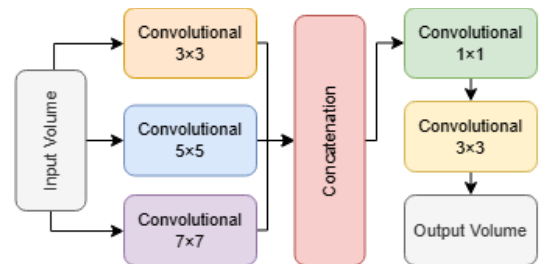 Input Volume
Convolutional
3×3
Convolutional
5×5
Convolutional
7×7
Concatenation
Convolutional
1×1
Convolutional
3×3
Output Volume